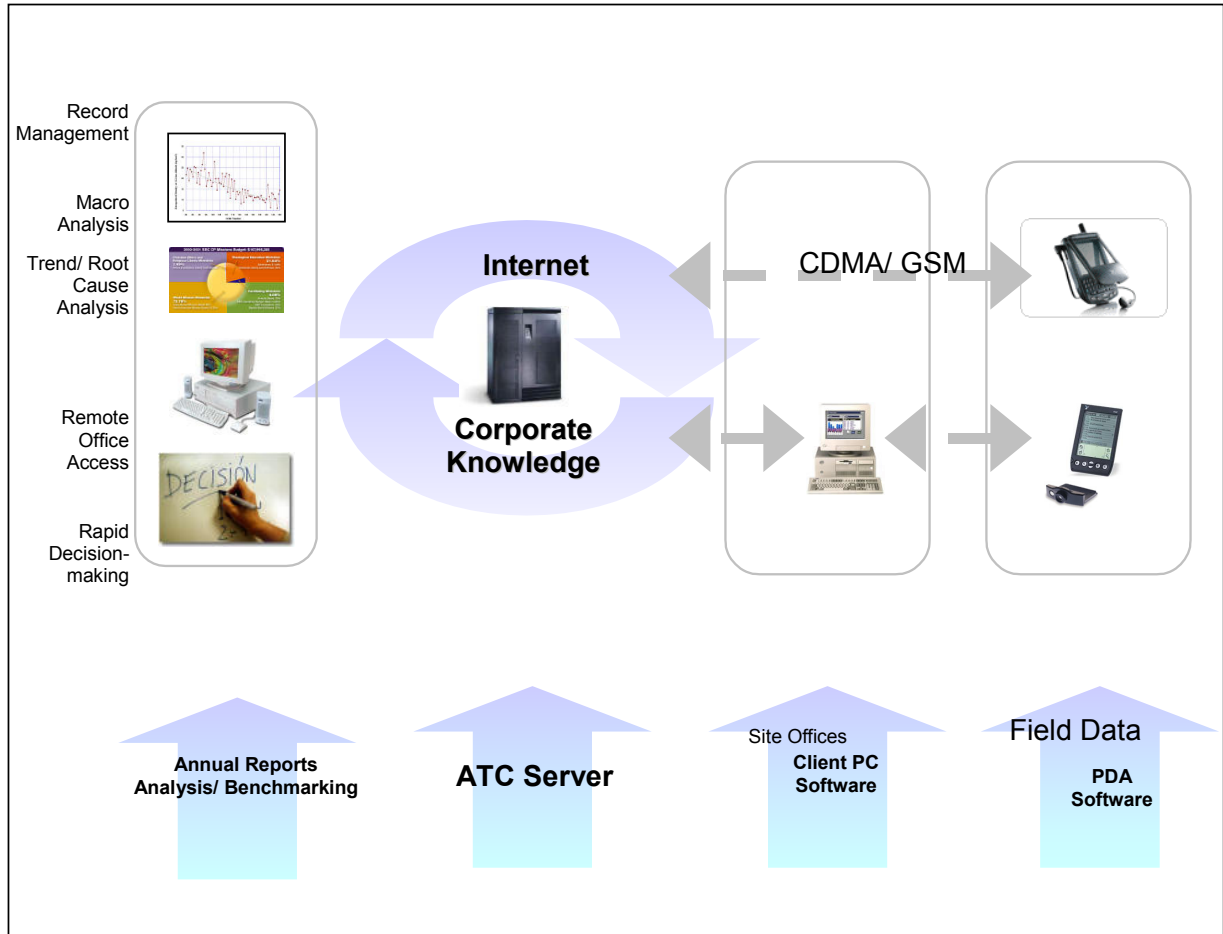 Record
Management
Macro
Analysis
Trend/ Root
Cause
Analysis
Remote
Office
Access
Rapid
Decision-
making
DECISIÓN
Internet
Corporate
Knowledge
CDMA/ GSM
Annual Reports
Analysis/ Benchmarking
ATC Server
Site Offices
Client PC
Software
Field Data
PDA
Software